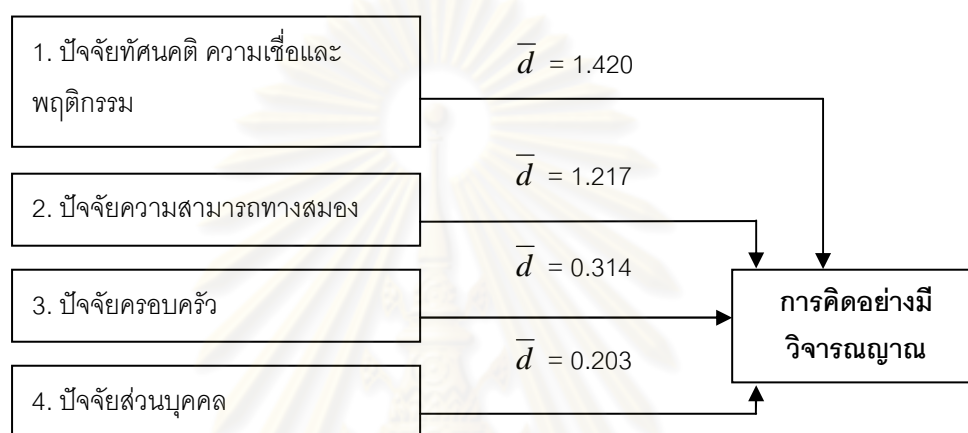 1. ปัจจัยทัศนคติ ความเชื่อและ
พฤติกรรม
d̅ = 1.420
2. ปัจจัยความสามารถทางสมอง
d̅ = 1.217
3. ปัจจัยครอบครัว
d̅ = 0.314
4. ปัจจัยส่วนบุคคล
d̅ = 0.203
การคิดอย่างมี
วิจารณญาณ